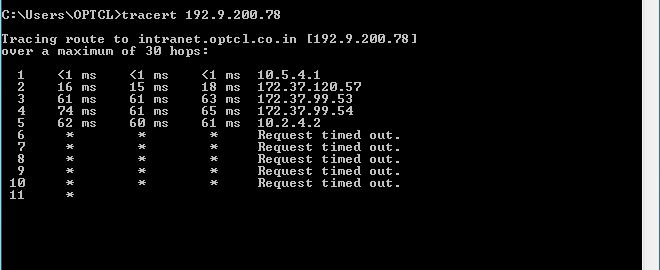 C:\Users\OPTCL>tracert 192.9.200.78
Tracing route to intranet.optcl.co.in [192.9.200.78]
over a maximum of 30 hops:
1 <1 ms <1 ms <1 ms 10.5.4.1
2 16 ms 15 ms 18 ms 172.37.120.57
3 61 ms 61 ms 63 ms 172.37.99.53
4 74 ms 61 ms 65 ms 172.37.99.54
5 62 ms 60 ms 61 ms 10.2.4.2
6 * * * Request timed out.
7 * * * Request timed out.
8 * * * Request timed out.
9 * * * Request timed out.
10 * * * Request timed out.
11 *